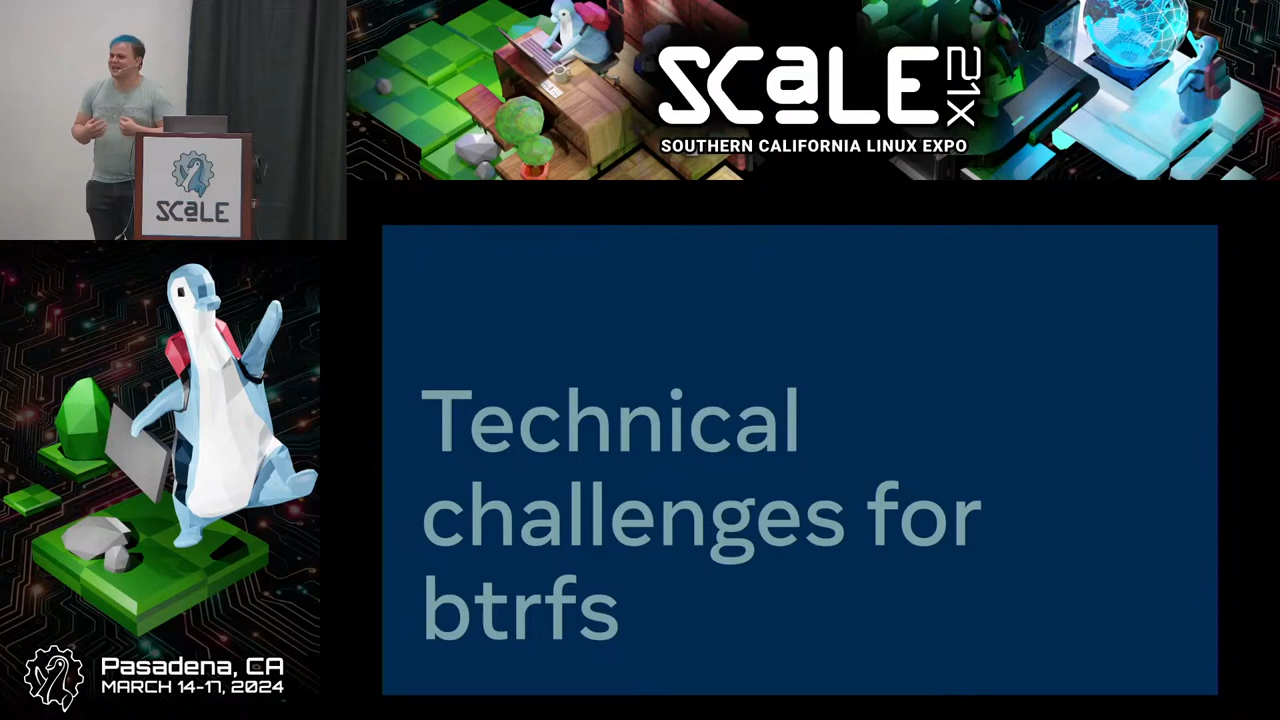 SCaLE 21X
SOUTHERN CALIFORNIA LINUX EXPO
SCaLE
Technical
challenges for
btrfs
Pasadena, CA
MARCH 14-17, 2024